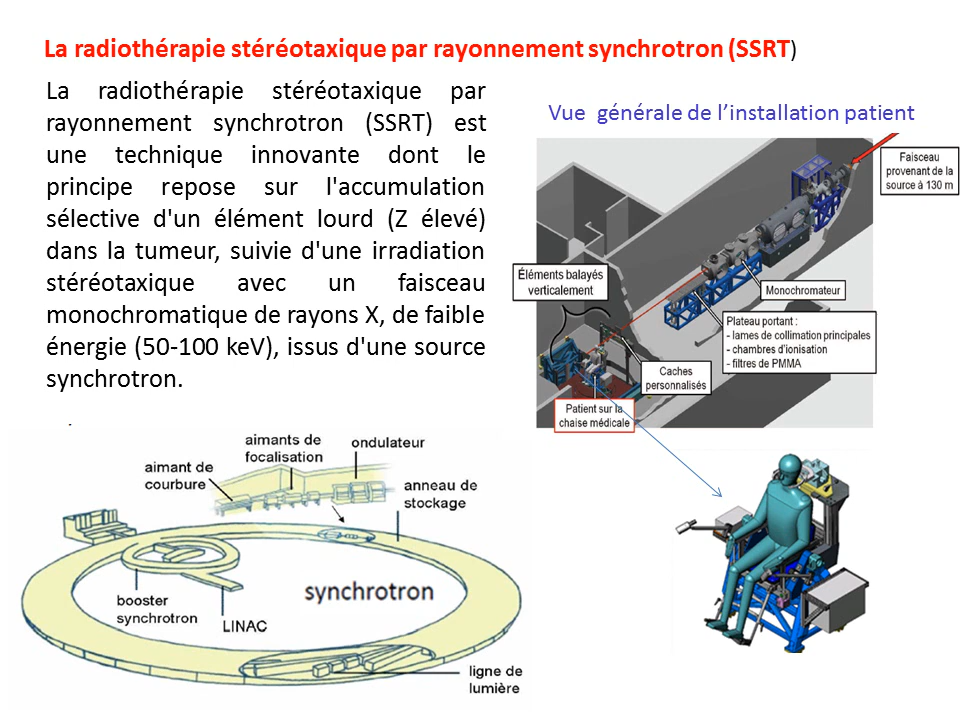 La radiothérapie stéréotaxique par rayonnement synchrotron (SSRT)
La radiothérapie stéréotaxique par
rayonnement synchrotron (SSRT) est
une technique innovante dont le
principe repose sur l'accumulation
sélective d'un élément lourd (Z élevé)
dans la tumeur, suivie d'une irradiation
stéréotaxique avec un faisceau
monochromatique de rayons X, de faible
énergie (50-100 keV), issus d'une source
synchrotron.
Vue générale de l’installation patient
Faisceau
provenant de la
source à 130 m
Éléments balayés
verticalement
Monochromateur
Plateau portant :
- lames de collimation principales
- chambres d'ionisation
- filtres de PMMA
Caches
personnalisés
Patient sur la
chaise médicale
aimants de
focalisation
ondulateur
aimant de
courbure
anneau de
stockage
synchrotron
booster
synchrotron
LINAC
ligne de
lumière